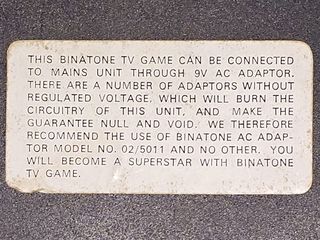 THIS BINATONE TV GAME CAN BE CONNECTED
TO MAINS UNIT THROUGH 9V AC ADAPTOR.
THERE ARE A NUMBER OF ADAPTORS WITHOUT
REGULATED VOLTAGE, WHICH WILL BURN THE
CIRCUITRY OF THIS UNIT, AND MAKE THE
GUARANTEE NULL AND VOID. WE THEREFORE
RECOMMEND THE USE OF BINATONE AC ADAP-
TOR MODEL NO. 02/5011 AND NO OTHER. YOU
WILL BECOME A SUPERSTAR WITH BINATONE
TV GAME.